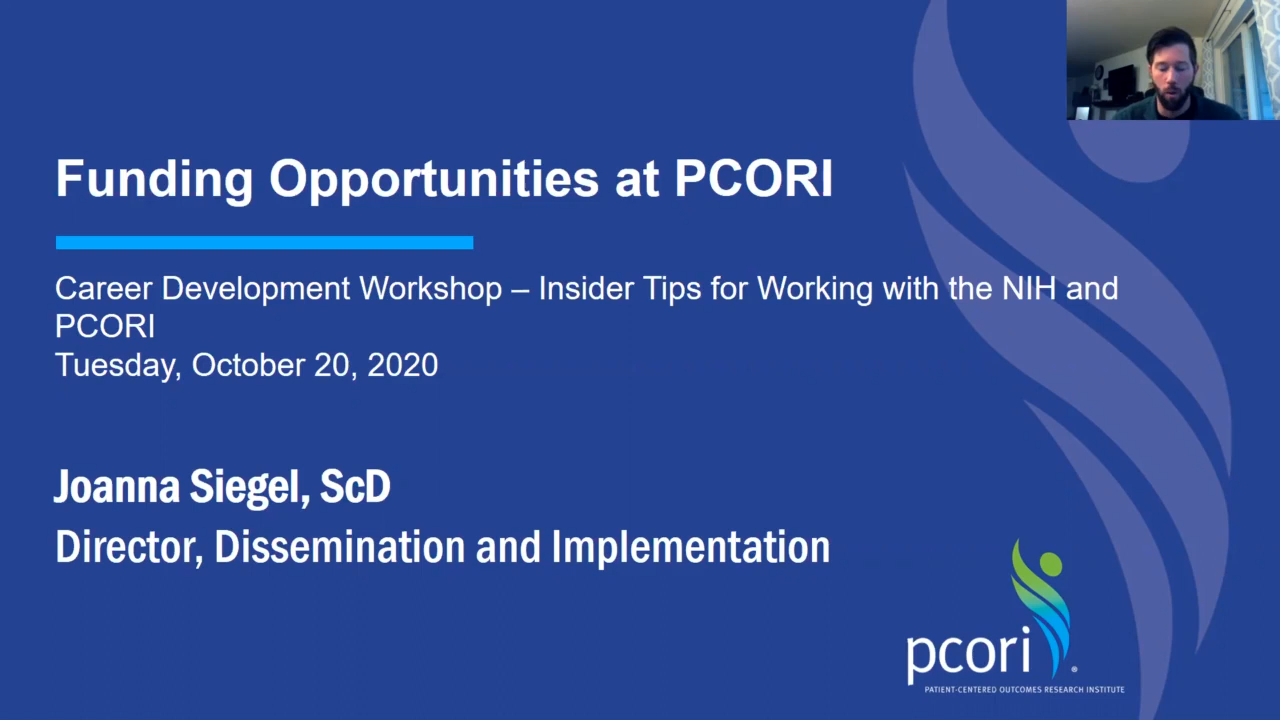 Funding Opportunities at PCORI
Career Development Workshop – Insider Tips for Working with the NIH and
PCORI
Tuesday, October 20, 2020
Joanna Siegel, ScD
Director, Dissemination and Implementation
pcori®
PATIENT-CENTERED OUTCOMES RESEARCH INSTITUTE